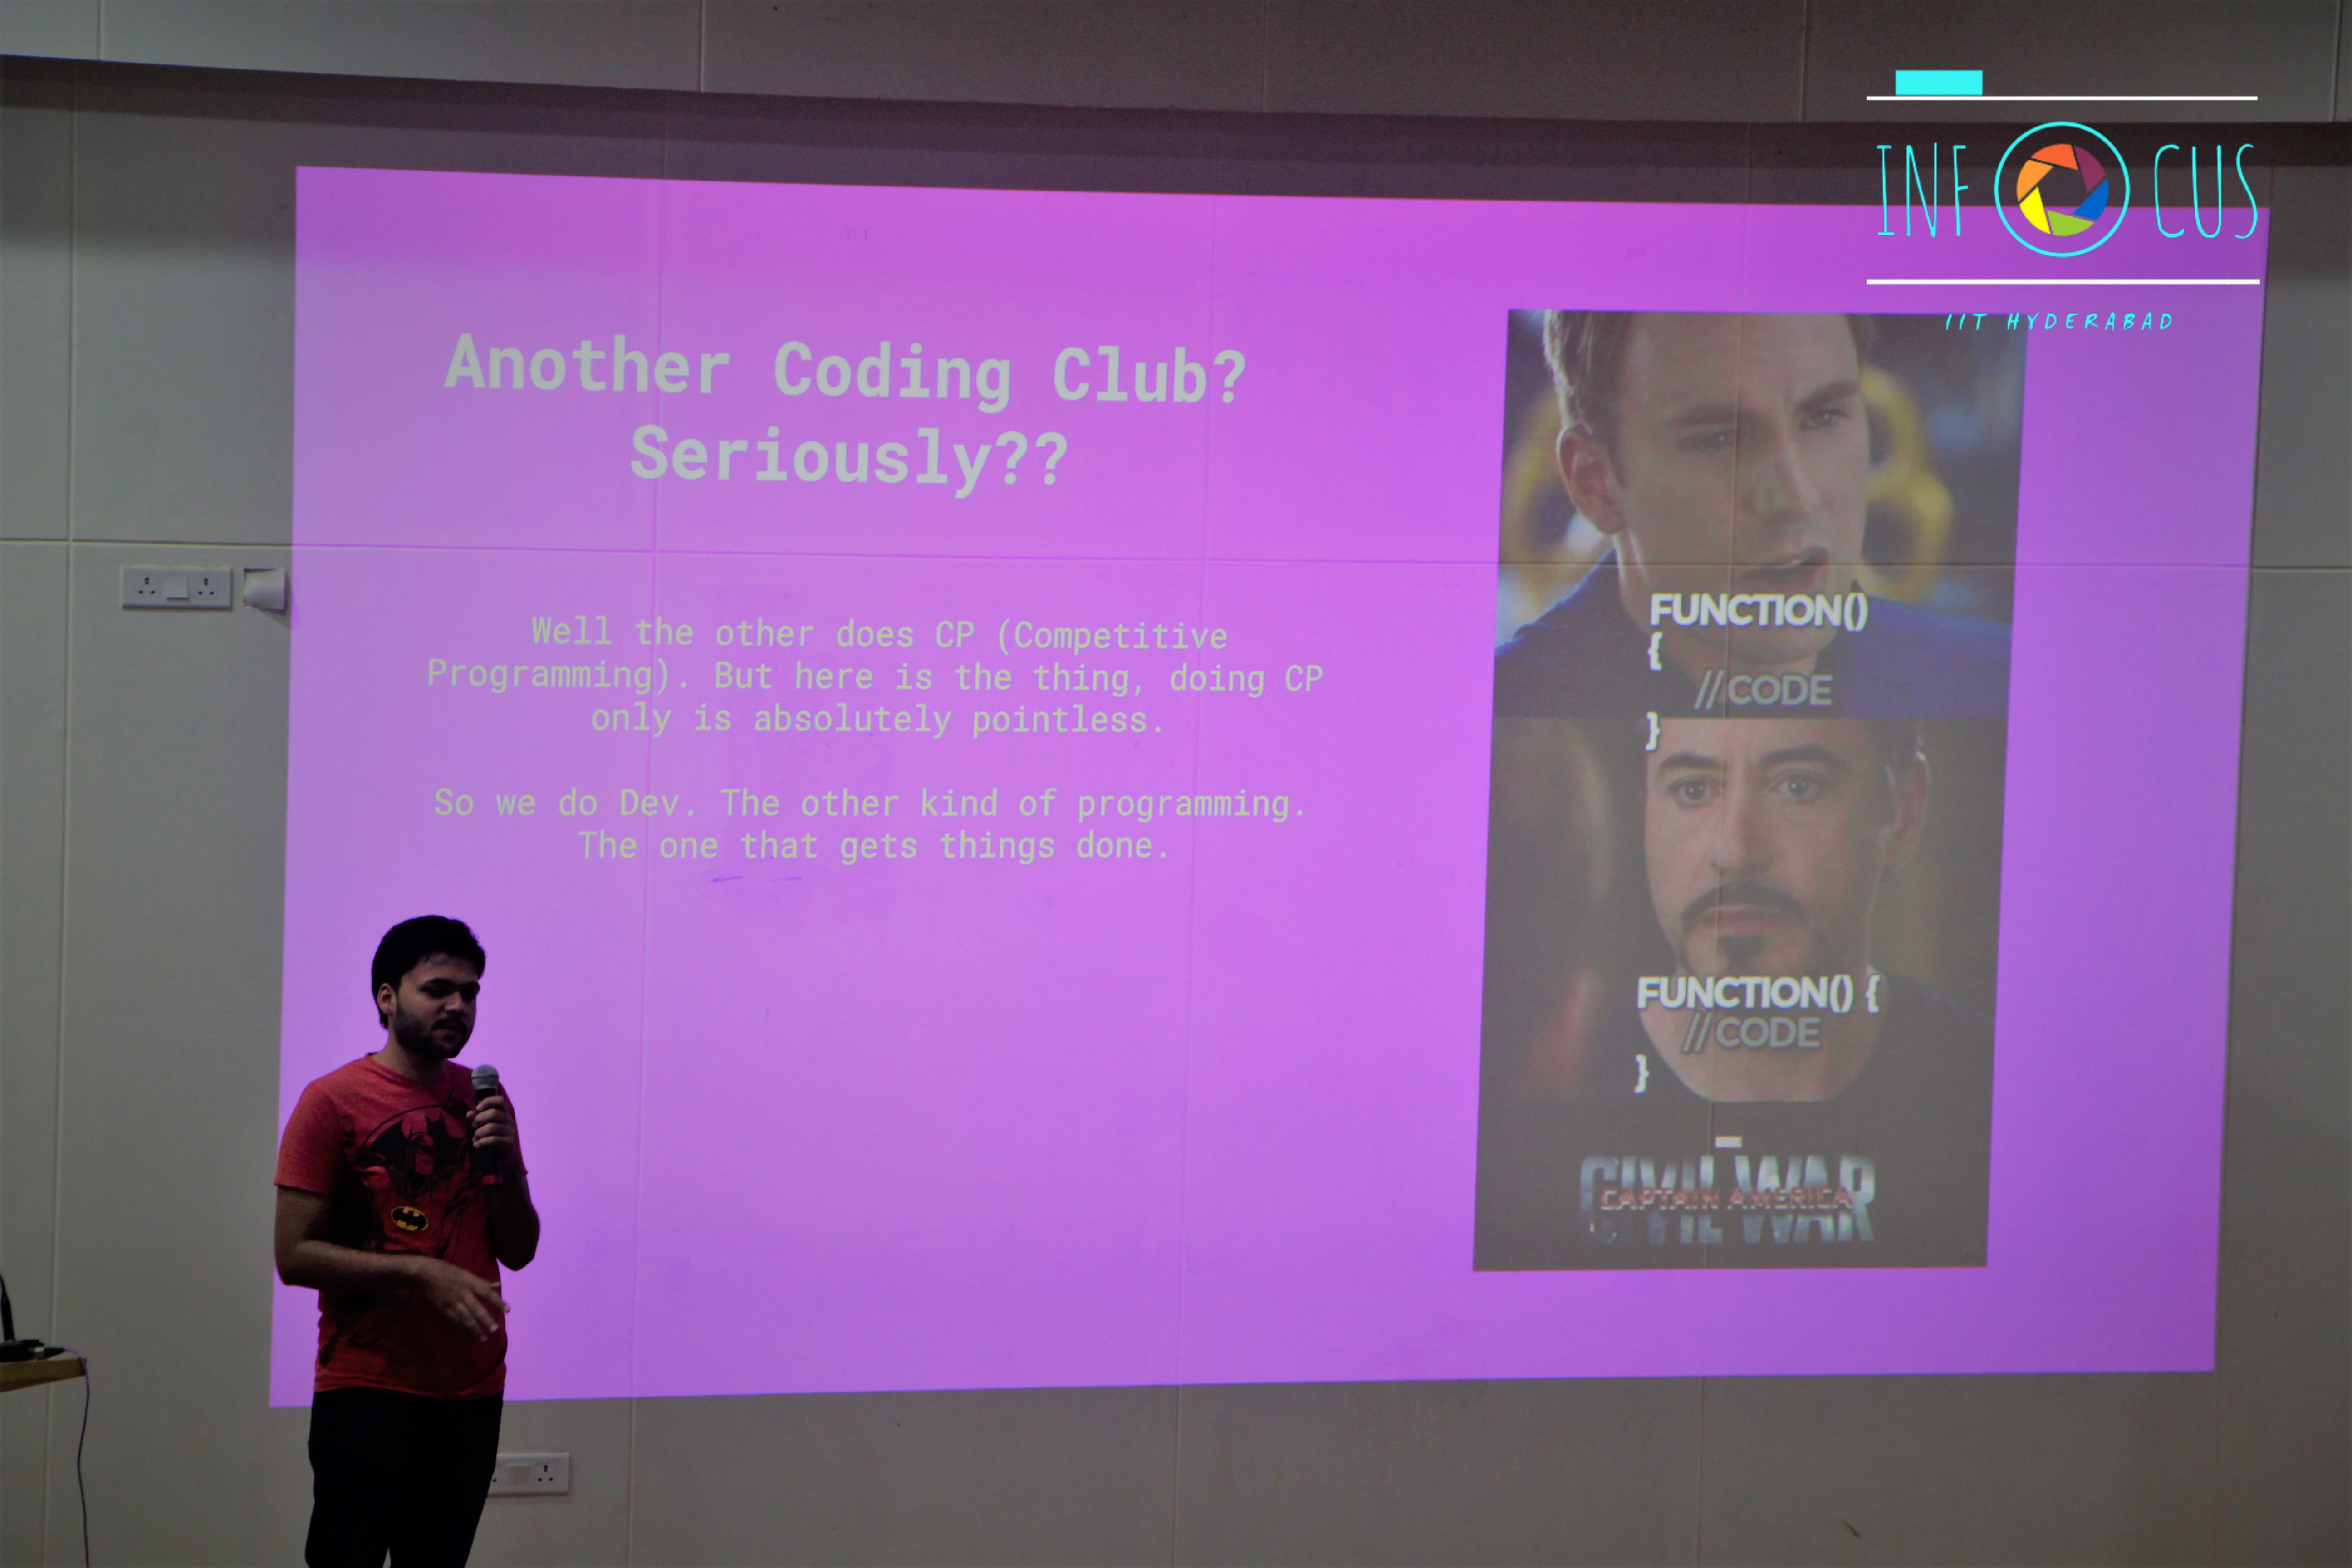 INFOCUS
IIT HYDERABAD
Another Coding Club?
Seriously??
Well the other does CP (Competitive
Programming). But here is the thing, doing CP
only is absolutely pointless.
So we do Dev. The other kind of programming.
The one that gets things done.
FUNCTION()
{
//CODE
}
FUNCTION() {
//CODE
}
CIVIL WAR
CAPTAIN AMERICA